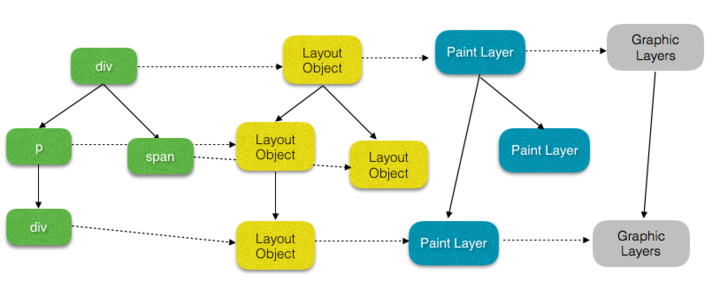 div
Layout
Object
Paint Layer
Graphic
Layers
p
span
Layout
Object
Layout
Object
Paint Layer
div
Layout
Object
Paint Layer
Graphic
Layers